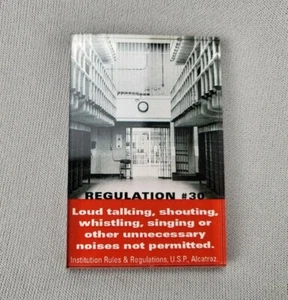 REGULATION #30
Loud talking, shouting,
whistling, singing or
other unnecessary
noises not permitted.
Institution Rules & Regulations, U.S.P., Alcatraz